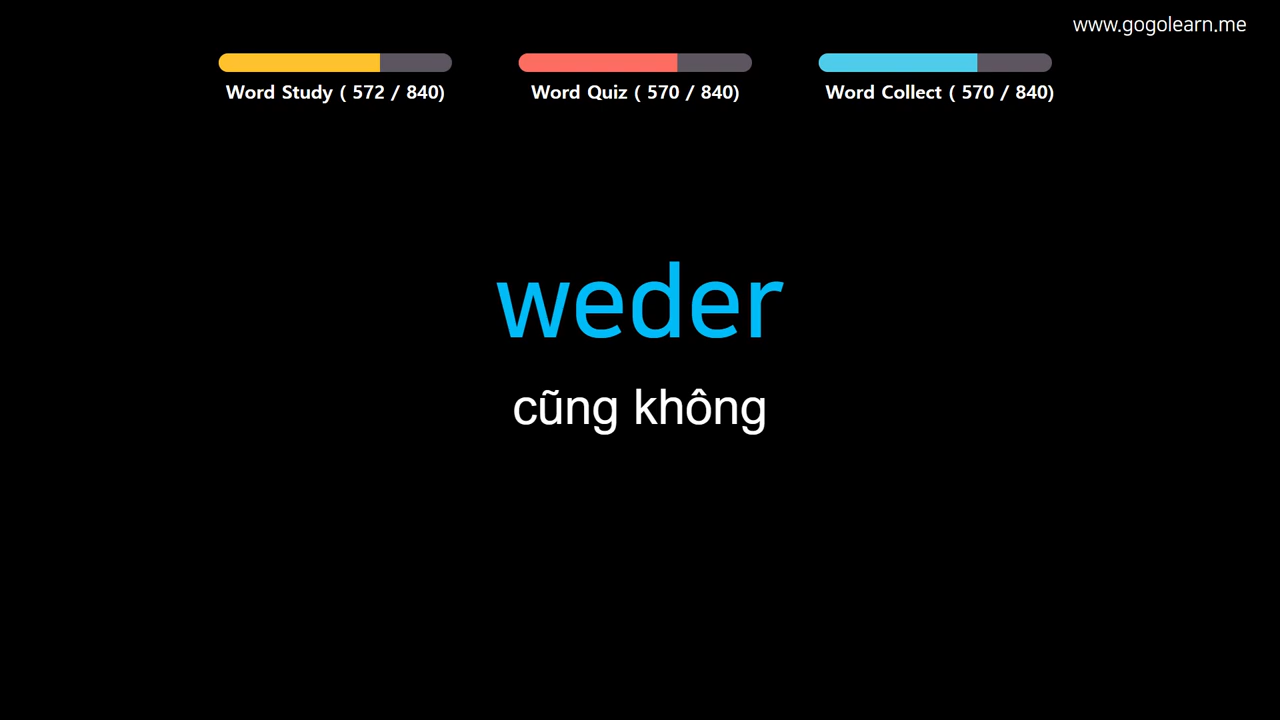 www.gogolearn.me
Word Study ( 572 / 840)
Word Quiz ( 570 / 840)
Word Collect ( 570 / 840)
weder
cũng không